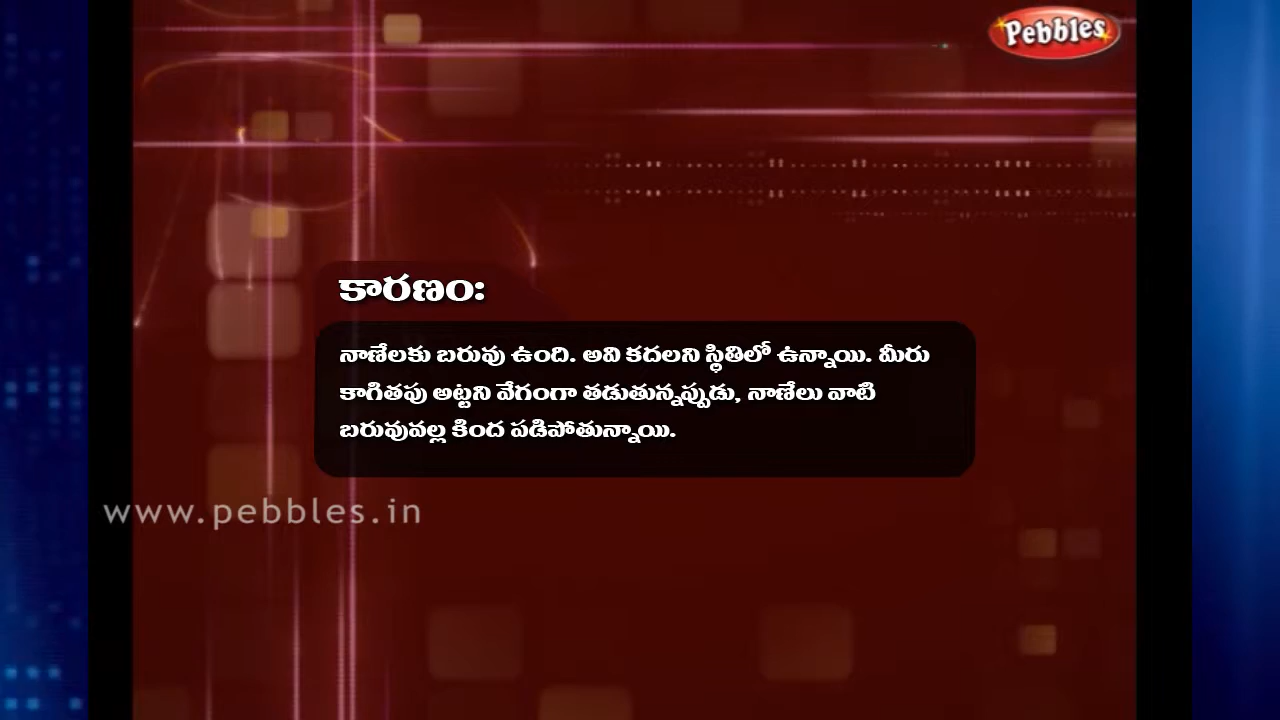 Pebbles
కారణం:
నాణేలకు బరువు ఉంది. అవి కదలని స్థితిలో ఉన్నాయి. మీరు
కాగితపు అట్టని వేగంగా తడుతున్నప్పుడు, నాణేలు వాటి
బరువువల్ల కింద పడిపోతున్నాయి.
www.pebbles.in